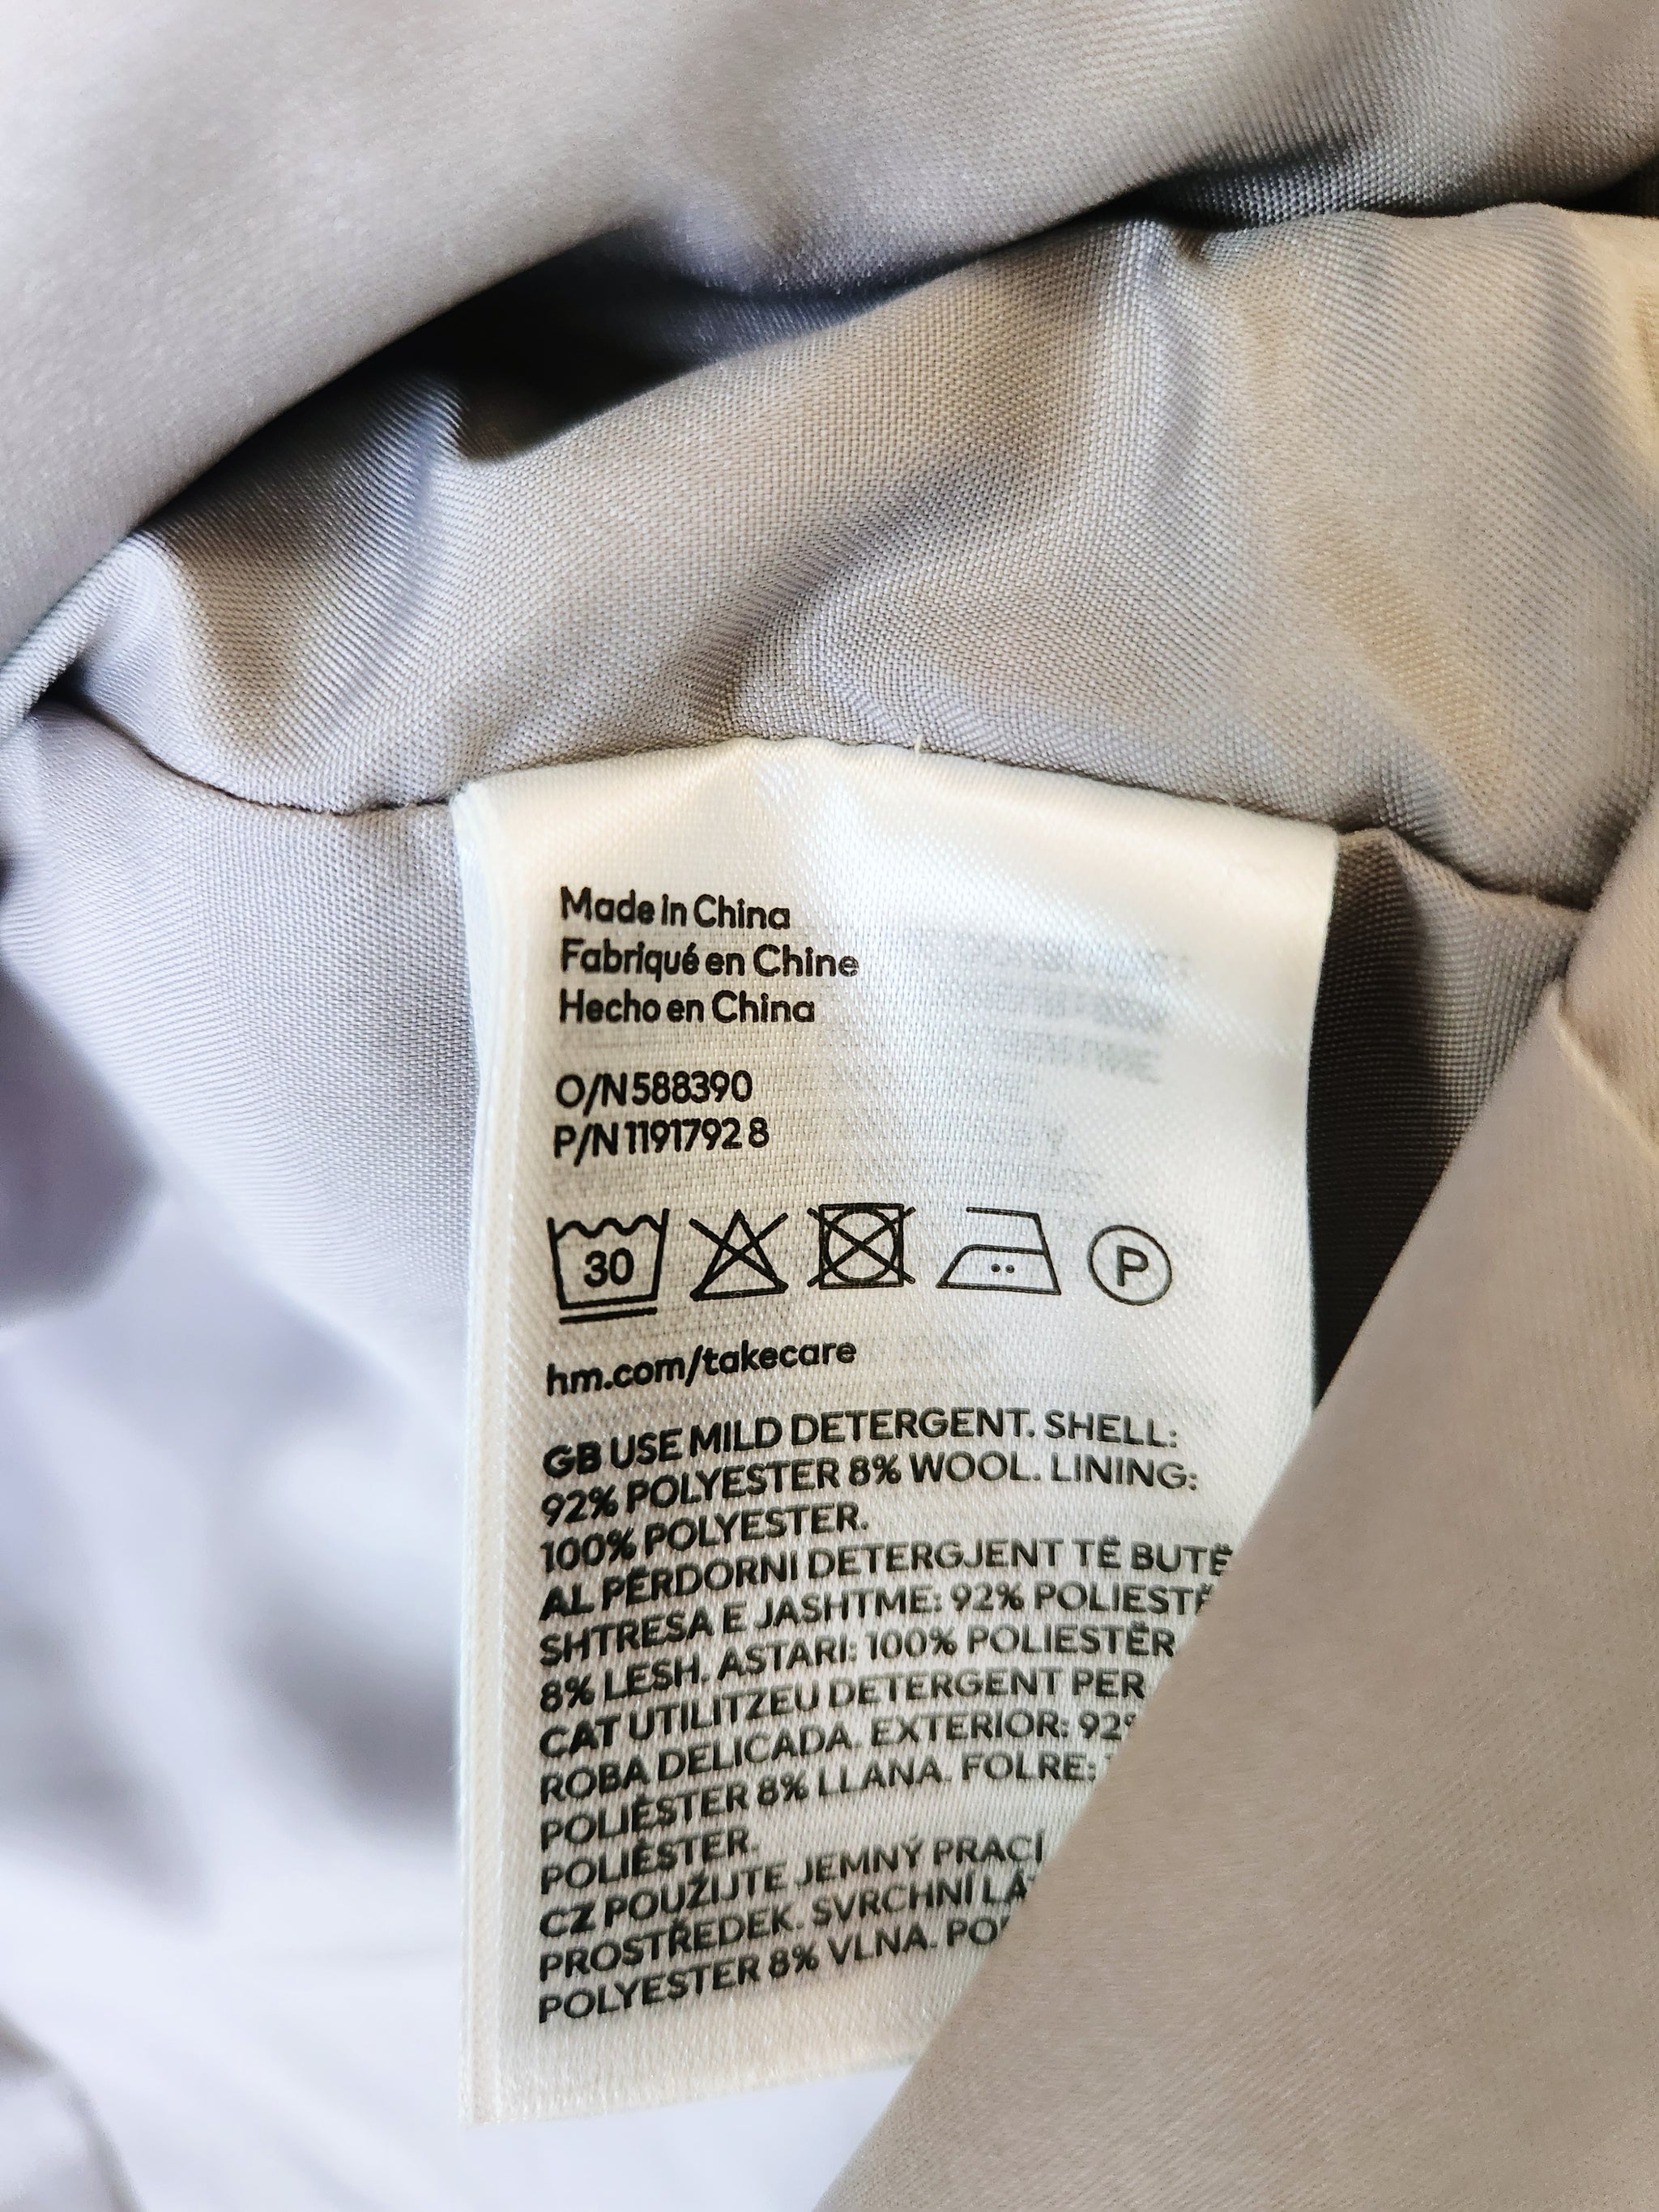 Made in China
Fabriqué en Chine
Hecho en China
O/N 588390
P/N 1191792 8
30
P
hm.com/takecare
GB USE MILD DETERGENT. SHELL:
92% POLYESTER 8% WOOL. LINING:
100% POLYESTER.
AL PËRDORNI DETERGJENT TË BUTË
SHTRESA E JASHTME: 92%
8% LESH. ASTARI: 100% POLIESTËR
CAT UTILITZEU DETERGENT PER
ROBA DELICADA. EXTERIOR:
POLIÈSTER 8% LLANA. FOLRE:
POLIÈSTER.
CZ POUŽIJTE JEMNÝ PRACÍ
PROSTŘEDEK. SVRCHNÍ
POLYESTER 8% VLNA.